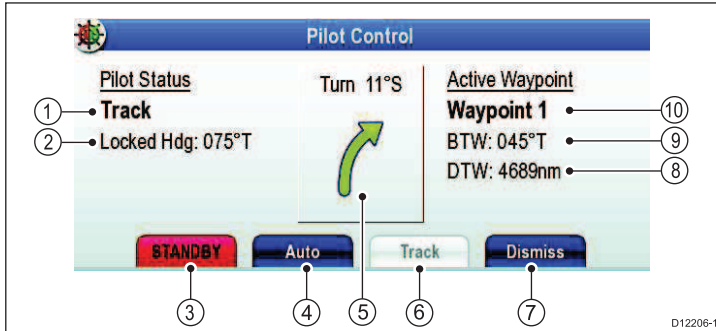 Pilot Control
Pilot Status
Track
Locked Hdg: 075°T
Turn 11°S
Active Waypoint
Waypoint 1
BTW: 045°T
DTW: 4689nm
STANDBY
Auto
Track
Dismiss
1
2
3
4
5
6
7
8
9
10
D12206-1